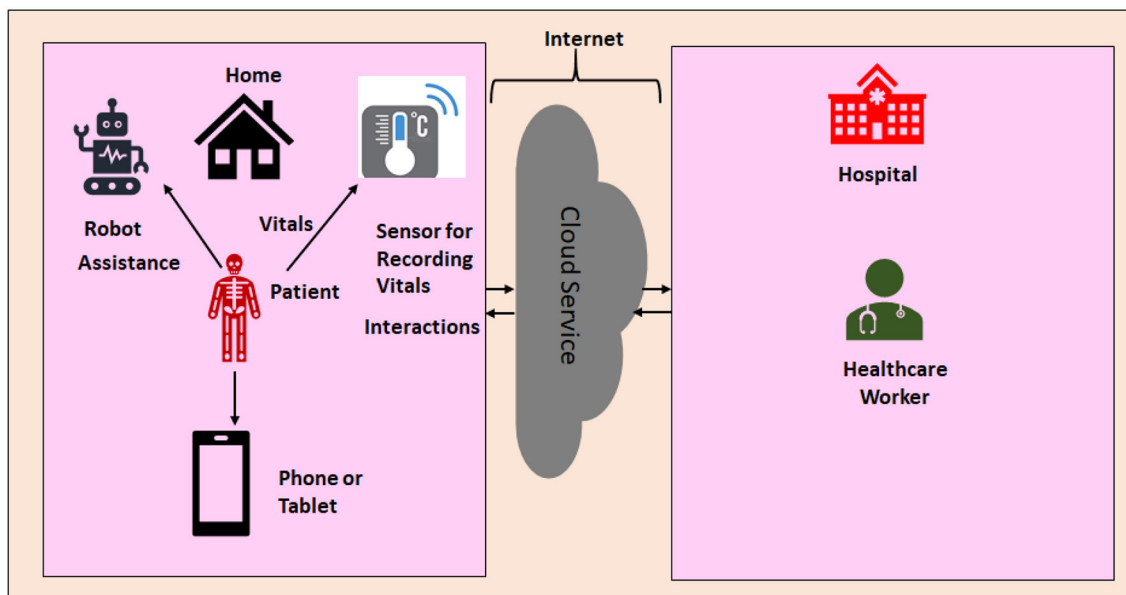 Internet
Home
°C
Robot
Assistance
Vitals
Patient
Sensor for
Recording
Vitals
Interactions
Phone or
Tablet
Cloud Service
Hospital
Healthcare
Worker